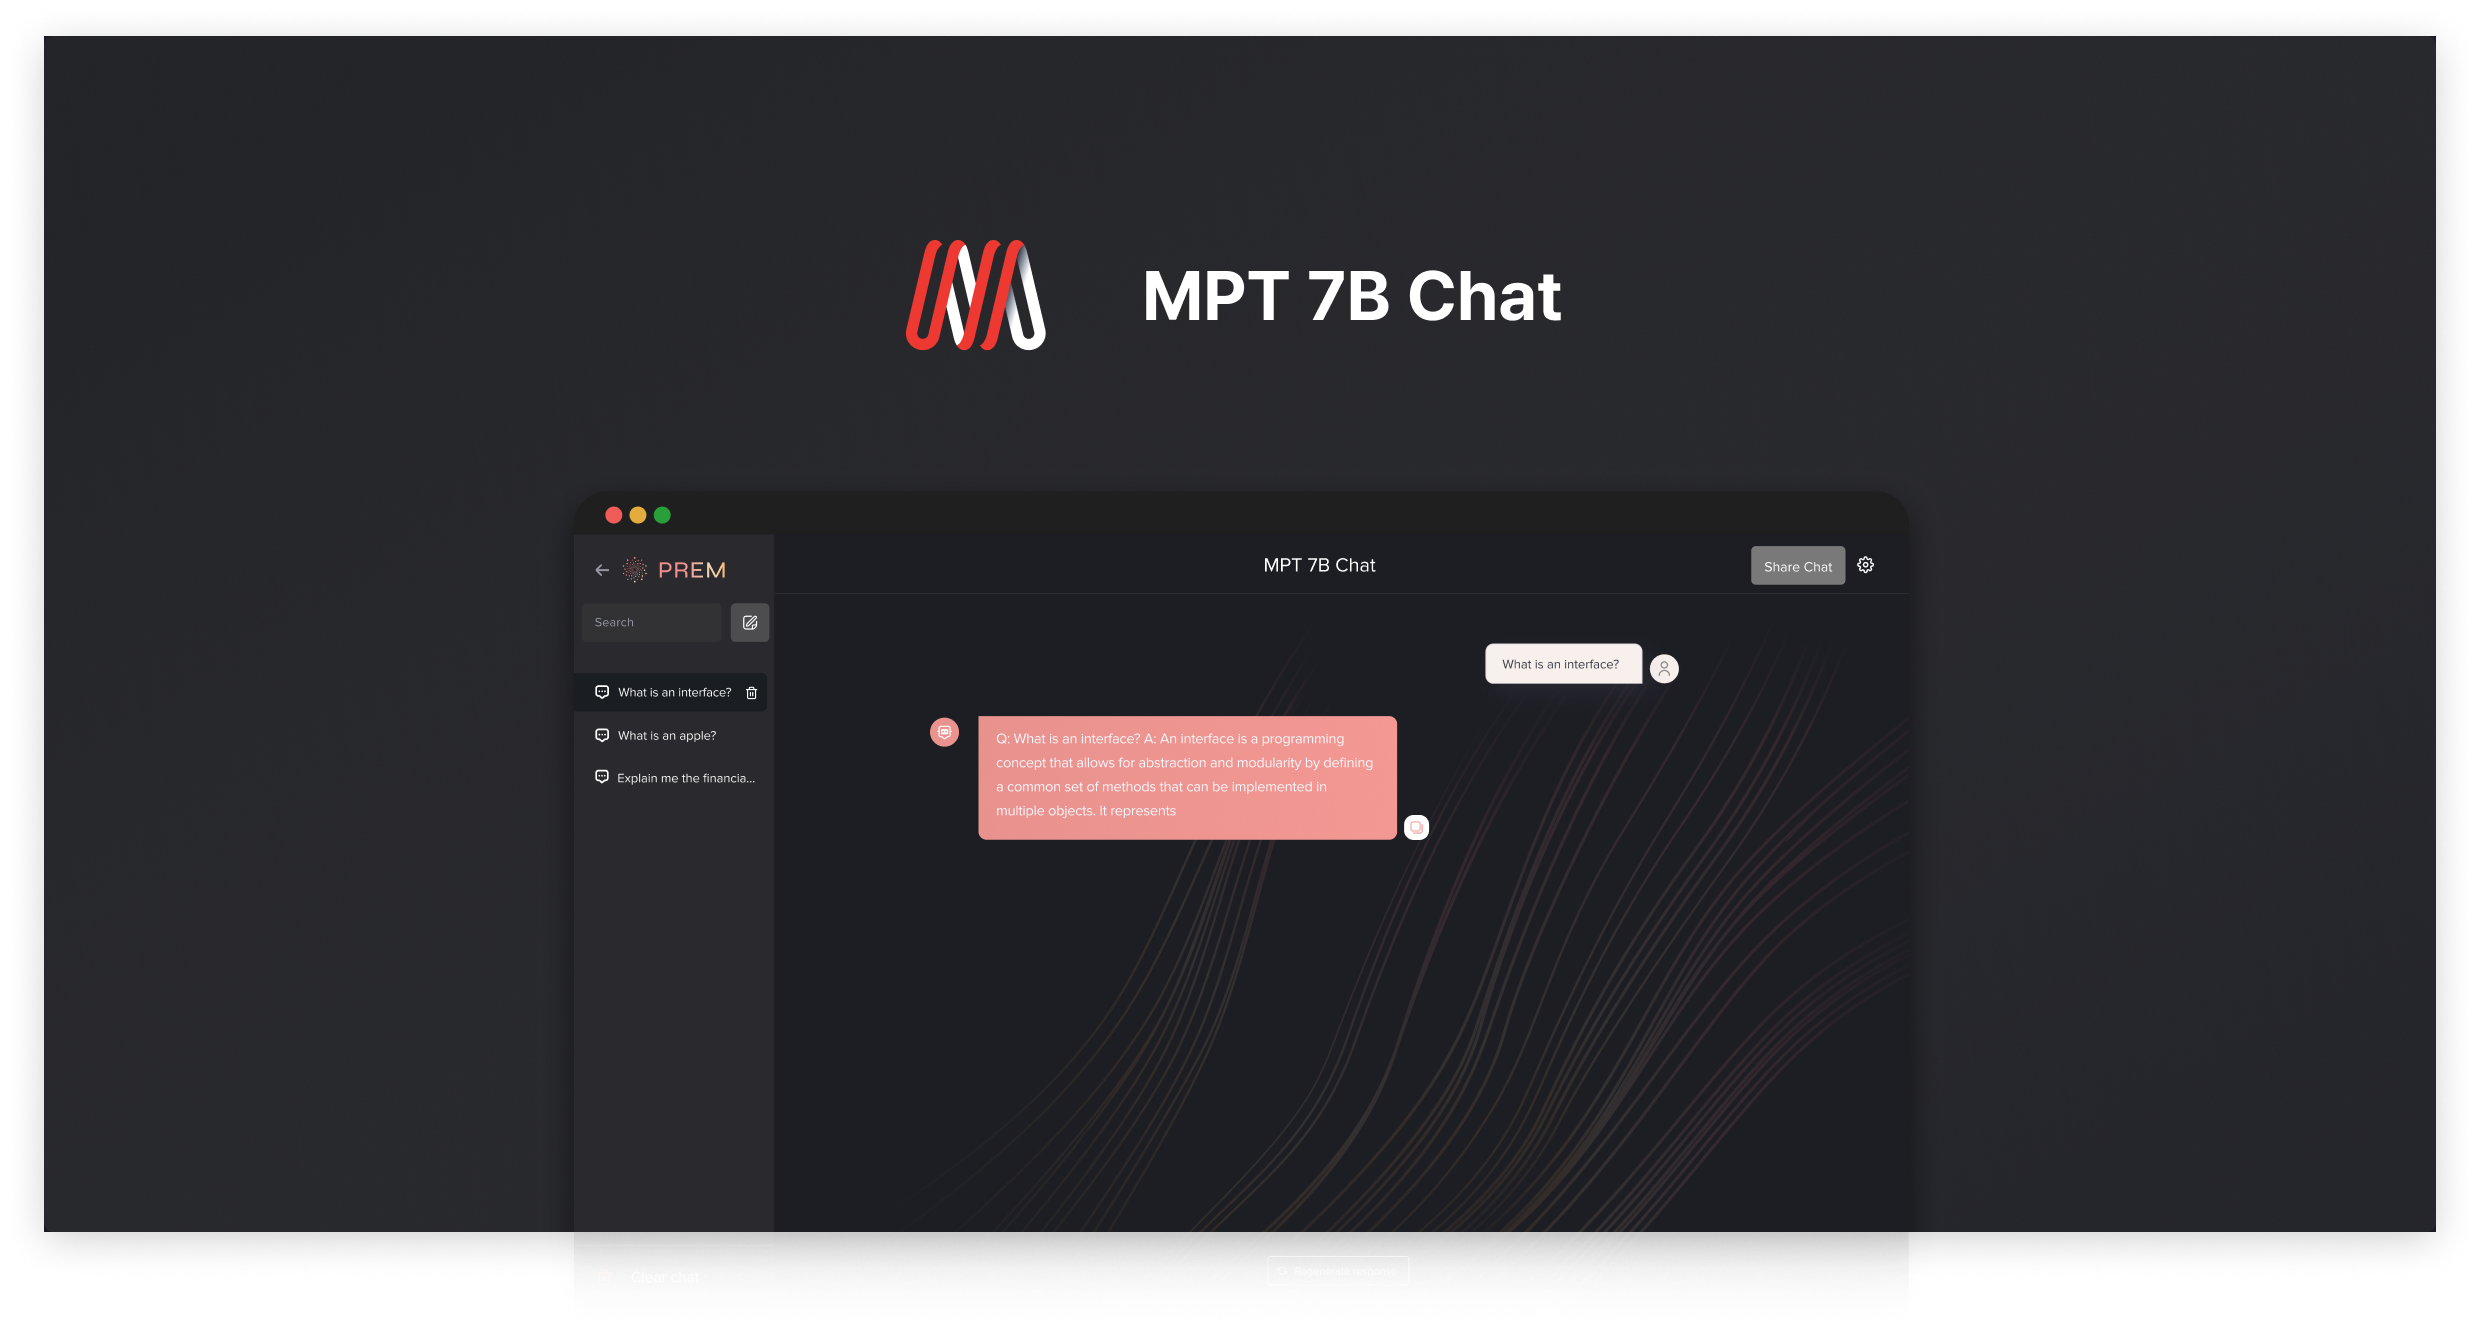 MPT 7B Chat
PREM
MPT 7B Chat
Share Chat
Search
What is an interface?
What is an apple?
Explain me the financia...
What is an interface?
Q: What is an interface? A: An interface is a programming
concept that allows for abstraction and modularity by defining
a common set of methods that can be implemented in
multiple objects. It represents
Clear chat